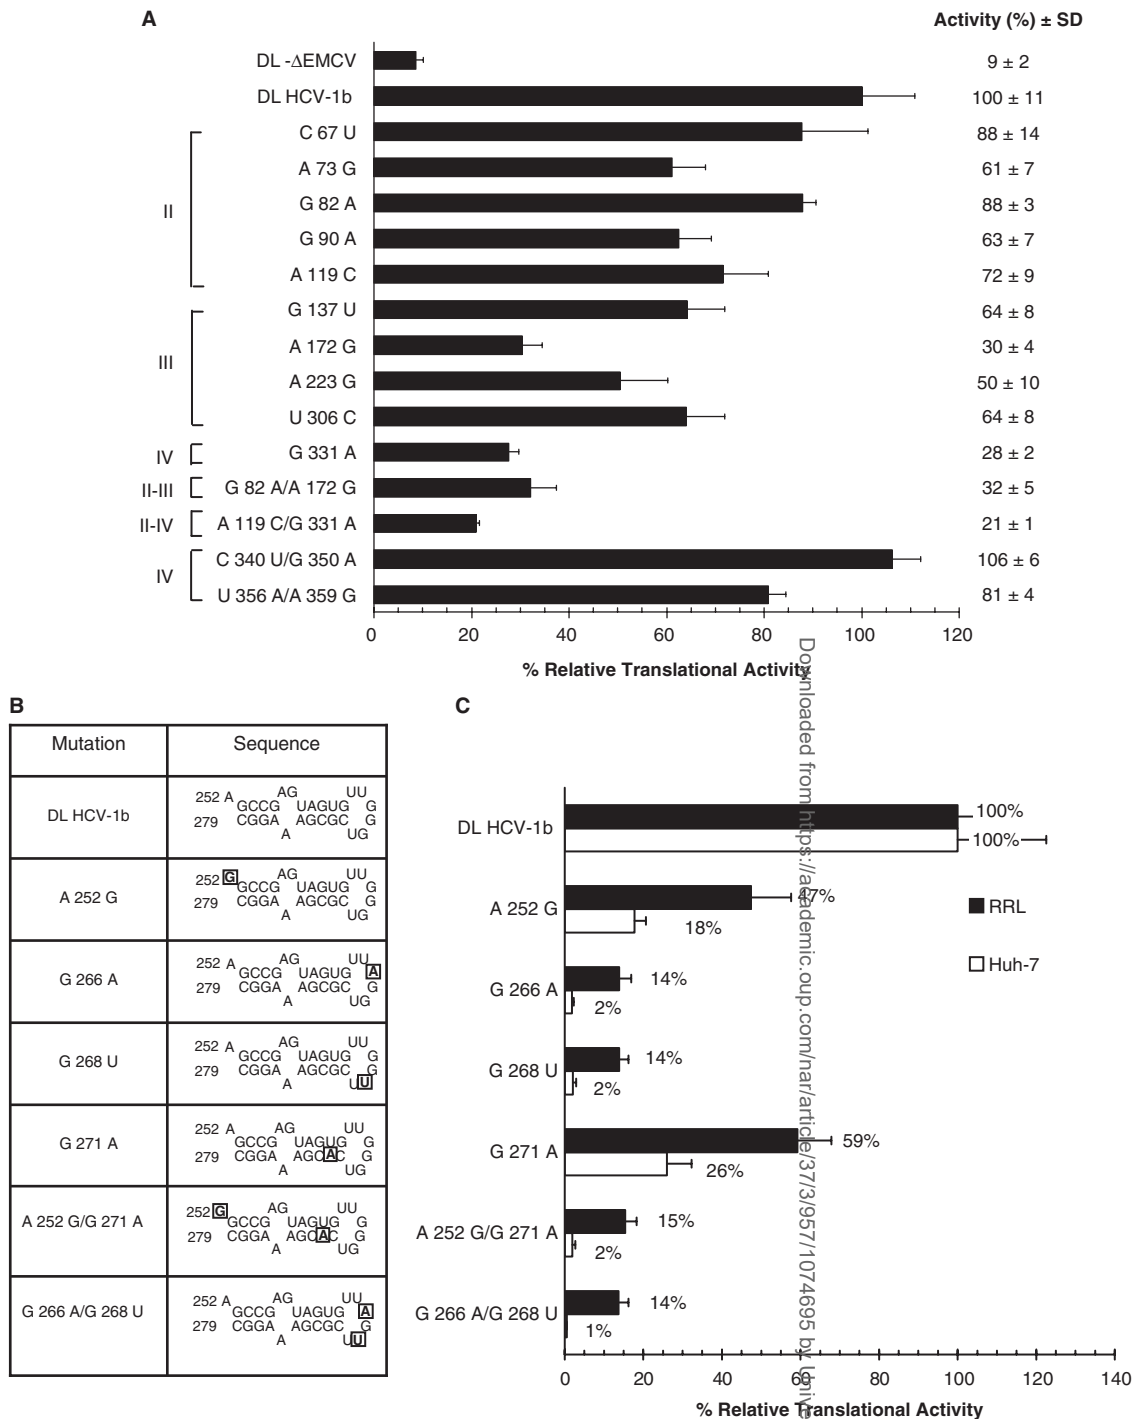 A
Activity (%) ± SD
DL -ΔEMCV 9 ± 2
DL HCV-1b 100 ± 11
C 67 U 88 ± 14
A 73 G 61 ± 7
II G 82 A 88 ± 3
G 90 A 63 ± 7
A 119 C 72 ± 9
G 137 U 64 ± 8
III A 172 G 30 ± 4
A 223 G 50 ± 10
U 306 C 64 ± 8
IV G 331 A 28 ± 2
II-III G 82 A/A 172 G 32 ± 5
II-IV A 119 C/G 331 A 21 ± 1
IV C 340 U/G 350 A 106 ± 6
U 356 A/A 359 G 81 ± 4
0 20 40 60 80 100 120
% Relative Translational Activity
B
Mutation Sequence
DL HCV-1b
AG UU
252 A GCCG UAGUG G
279 CGGA AGCGC G
A UG
A 252 G
AG UU
252 G GCCG UAGUG G
279 CGGA AGCGC G
A UG
G 266 A
AG UU
252 A GCCG UAGUG A
279 CGGA AGCGC G
A UG
G 268 U
AG UU
252 A GCCG UAGUG G
279 CGGA AGCGC G
A UU
G 271 A
AG UU
252 A GCCG UAGUG G
279 CGGA AGCAC G
A UG
A 252 G/G 271 A
AG UU
252 G GCCG UAGUG G
279 CGGA AGCAC G
A UG
G 266 A/G 268 U
AG UU
252 A GCCG UAGUG A
279 CGGA AGCGC G
A UU
C
DL HCV-1b 100%
100%
A 252 G 47%
18%
G 266 A 14%
2%
G 268 U 14%
2%
G 271 A 59%
26%
A 252 G/G 271 A 15%
2%
G 266 A/G 268 U 14%
1%
RRL
Huh-7
0 20 40 60 80 100 120 140
% Relative Translational Activity
Downloaded from https://academic.oup.com/nar/article/37/3/957/1074695 by Unive